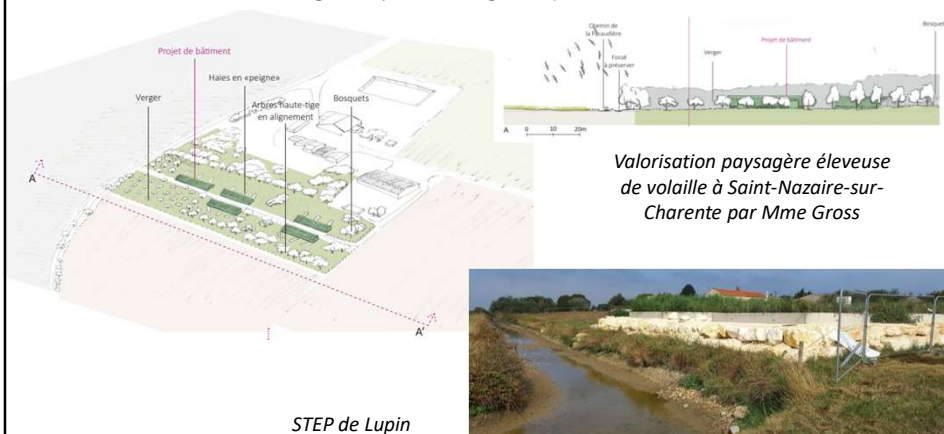 Projet de bâtiment
Haies en «peigne»
Verger
Arbres haute-tige
en alignement
Bosquets
A
A'
Chemin de
la Pacaudière
Fossé
à préserver
Verger
Projet de bâtiment
Bosquet
A
0 10 20m
Valorisation paysagère éleveuse
de volaille à Saint-Nazaire-sur-
Charente par Mme Gross
STEP de Lupin